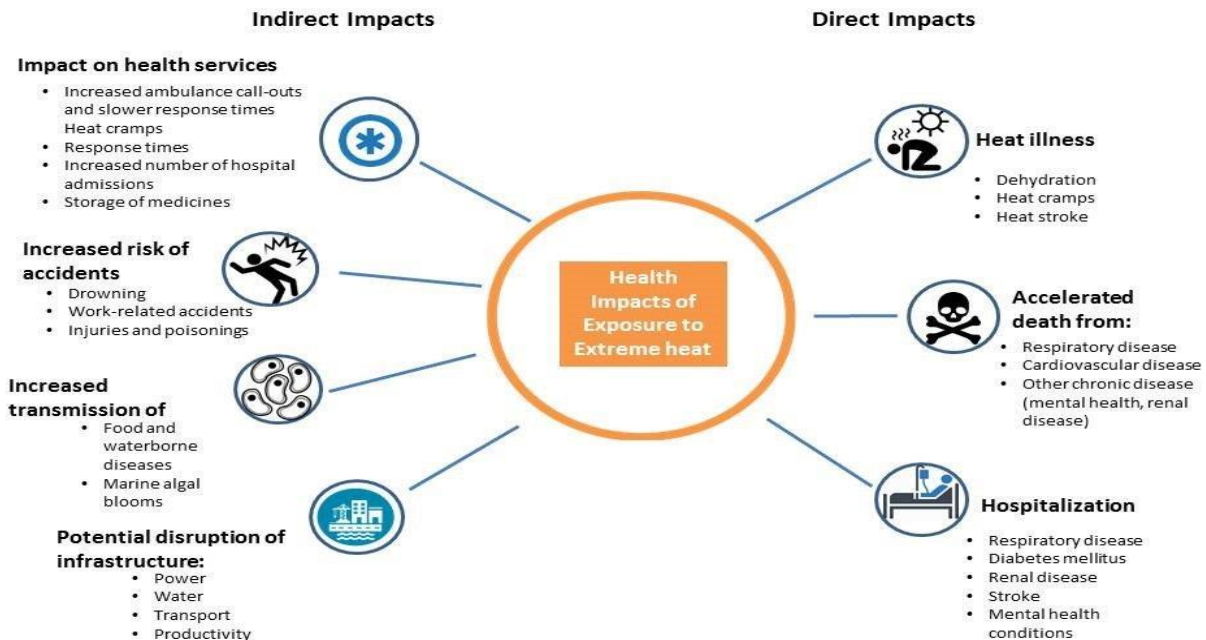 Indirect Impacts
Impact on health services
• Increased ambulance call-outs
and slower response times
Heat cramps
• Response times
• Increased number of hospital
admissions
• Storage of medicines
Increased risk of
accidents
• Drowning
• Work-related accidents
• Injuries and poisonings
Increased
transmission of
• Food and
waterborne
diseases
• Marine algal
blooms
Potential disruption of
infrastructure:
• Power
• Water
• Transport
• Productivity
Health
Impacts of
Exposure to
Extreme heat
Direct Impacts
Heat illness
• Dehydration
• Heat cramps
• Heat stroke
Accelerated
death from:
• Respiratory disease
• Cardiovascular disease
• Other chronic disease
(mental health, renal
disease)
Hospitalization
• Respiratory disease
• Diabetes mellitus
• Renal disease
• Stroke
• Mental health
conditions